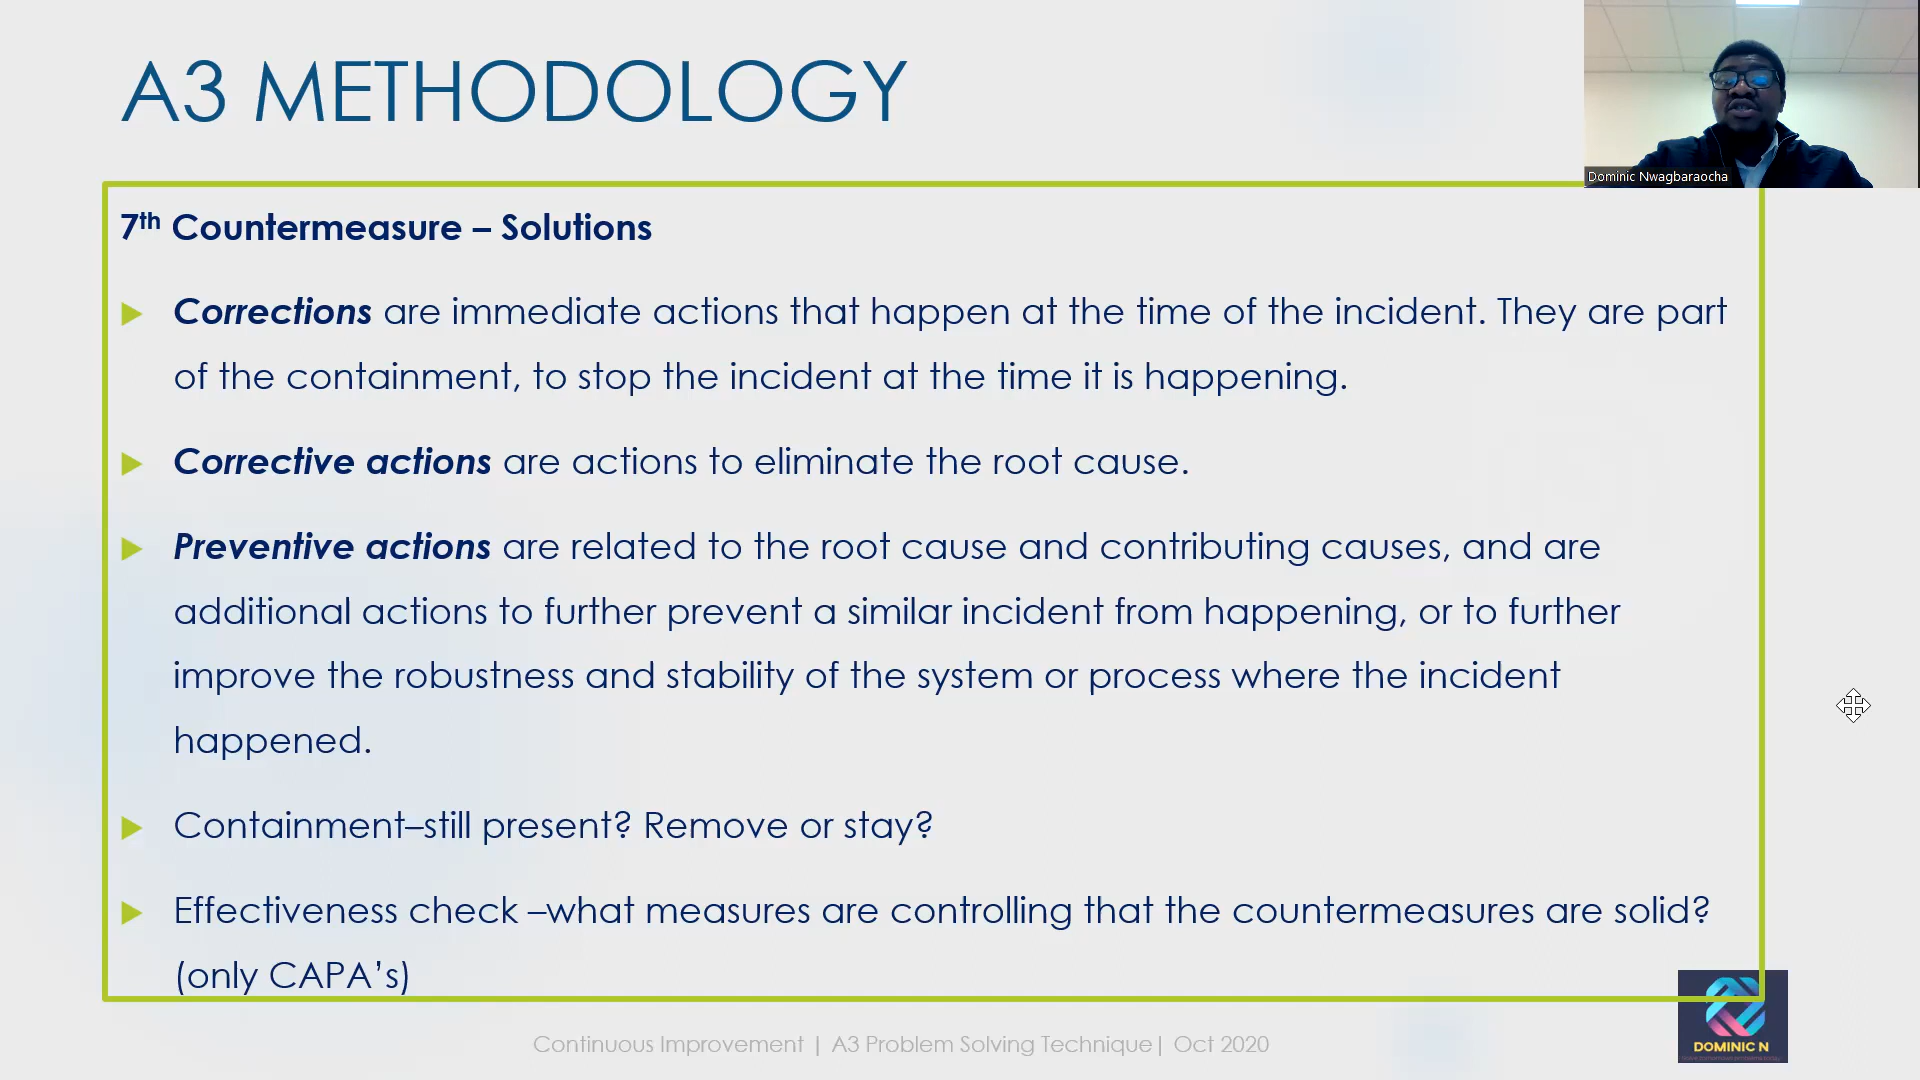 A3 METHODOLOGY
Dominic Nwagbaraocha
7th Countermeasure – Solutions
Corrections are immediate actions that happen at the time of the incident. They are part
of the containment, to stop the incident at the time it is happening.
Corrective actions are actions to eliminate the root cause.
Preventive actions are related to the root cause and contributing causes, and are
additional actions to further prevent a similar incident from happening, or to further
improve the robustness and stability of the system or process where the incident
happened.
Containment–still present? Remove or stay?
Effectiveness check –what measures are controlling that the countermeasures are solid?
(only CAPA’s)
Continuous Improvement | A3 Problem Solving Technique| Oct 2020
DOMINIC N